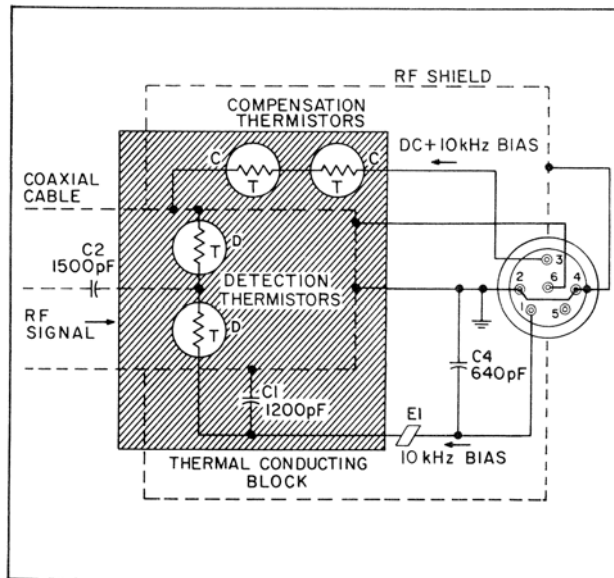 RF SHIELD
COMPENSATION
THERMISTORS
DC+10kHz BIAS
C
C
T
T
COAXIAL
CABLE
C2
1500pF
D
T
DETECTION
THERMISTORS
RF
SIGNAL
D
T
3
2
6
4
1
5
C1
1200pF
C4
640pF
E1
10 kHz BIAS
THERMAL CONDUCTING
BLOCK